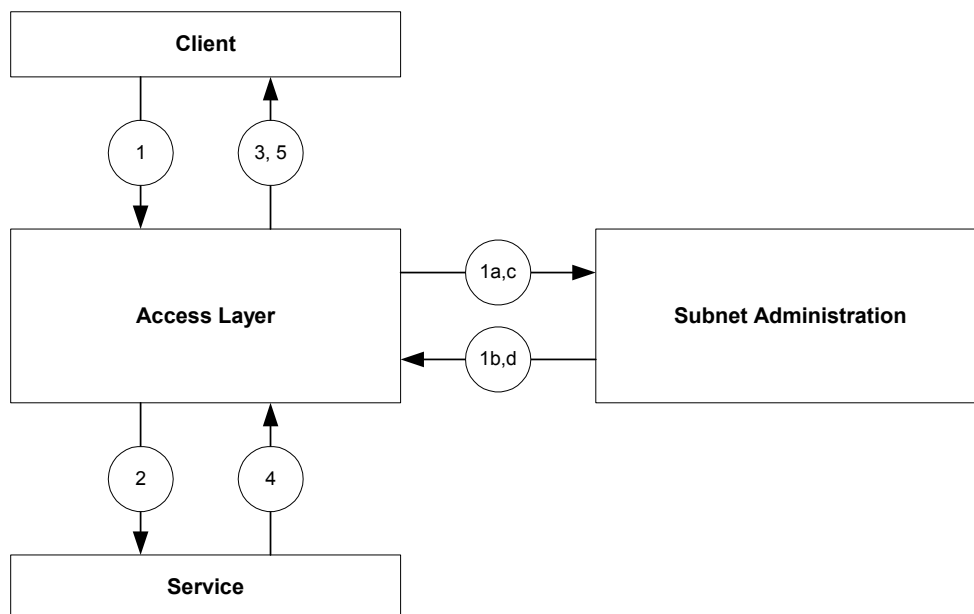 Client
1
3, 5
1a,c
Access Layer
Subnet Administration
1b,d
2
4
Service